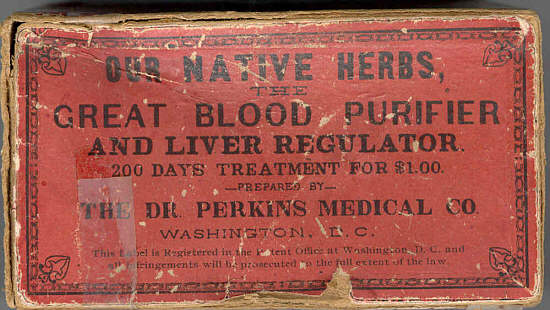 OUR NATIVE HERBS,
THE
GREAT BLOOD PURIFIER
AND LIVER REGULATOR.
200 DAYS TREATMENT FOR $1.00.
—PREPARED BY—
THE DR. PERKINS MEDICAL CO.
WASHINGTON, D. C.
This Label is Registered in the Patent Office at Washington, D. C. and
all infringements will be prosecuted to the full extent of the law.